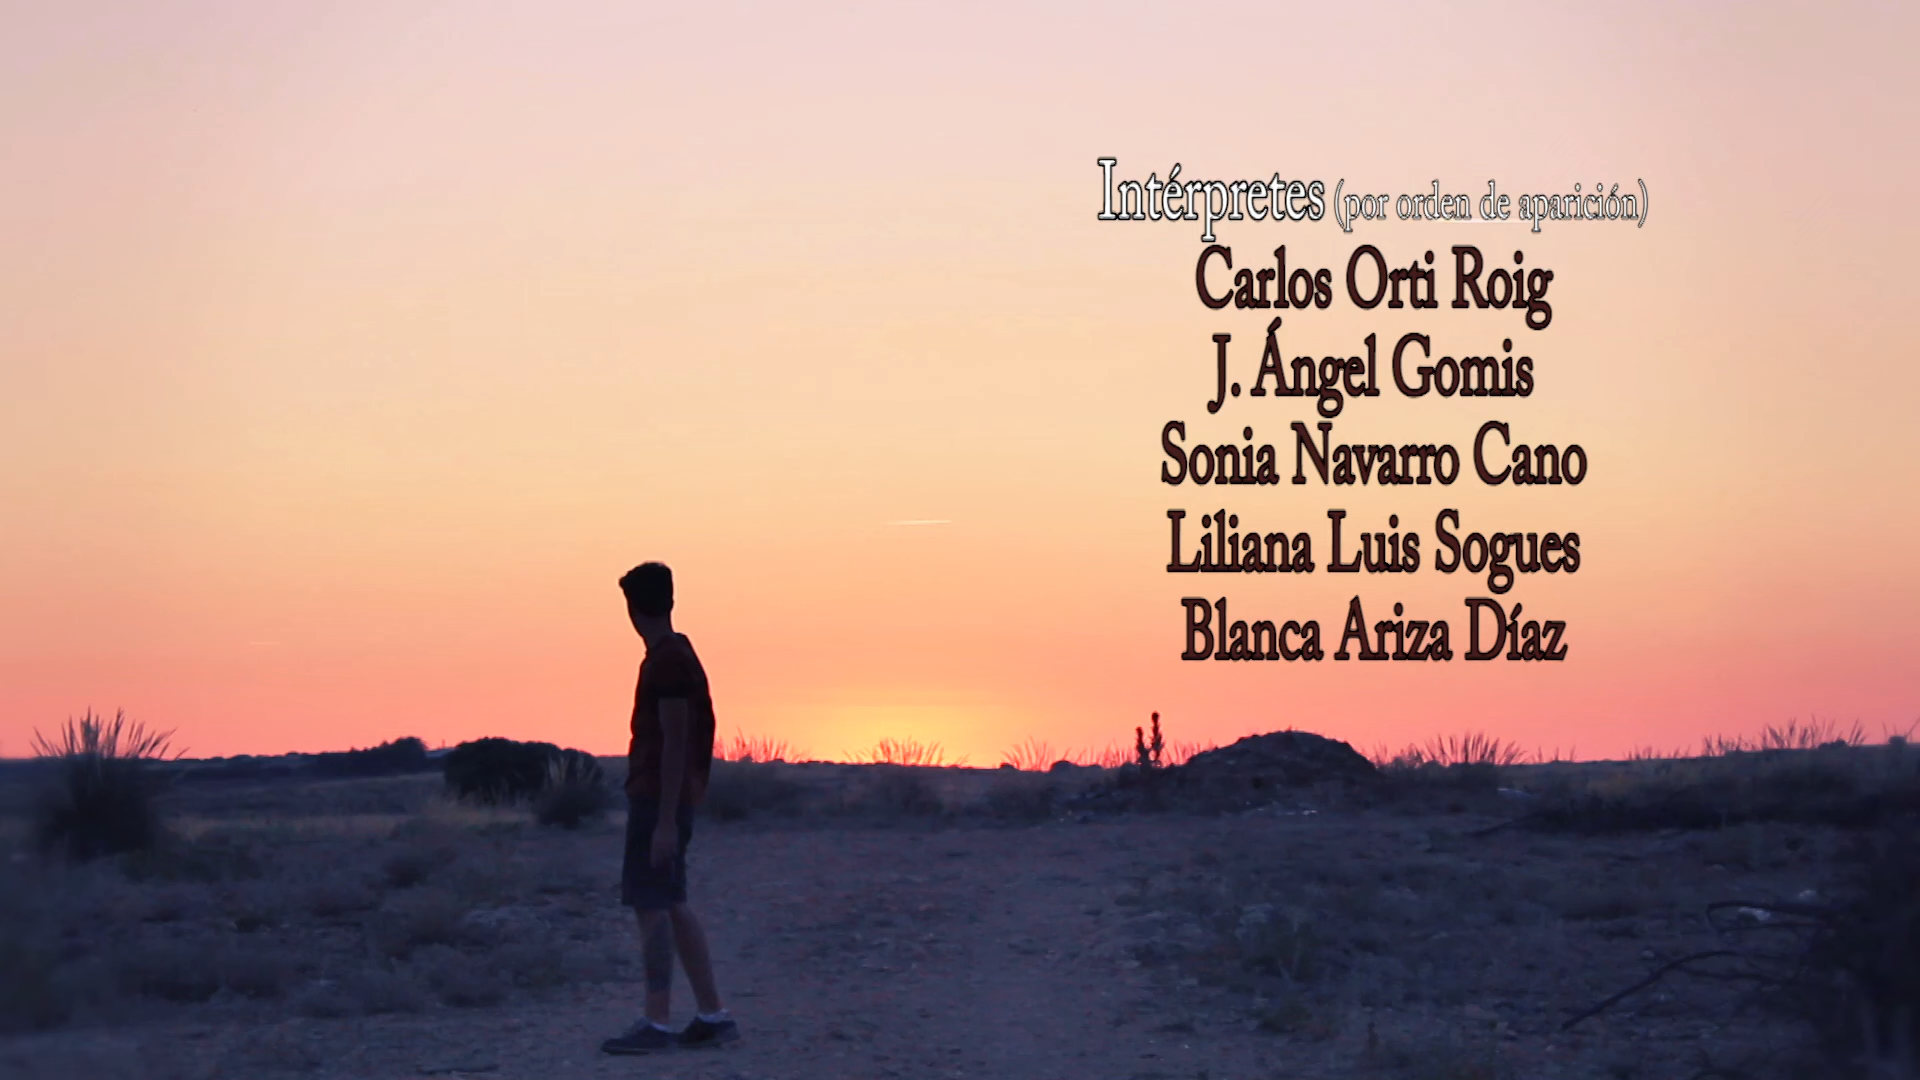 Intérpretes (por orden de aparición)
Carlos Orti Roig
J. Ángel Gomis
Sonia Navarro Cano
Liliana Luis Sogues
Blanca Ariza Díaz